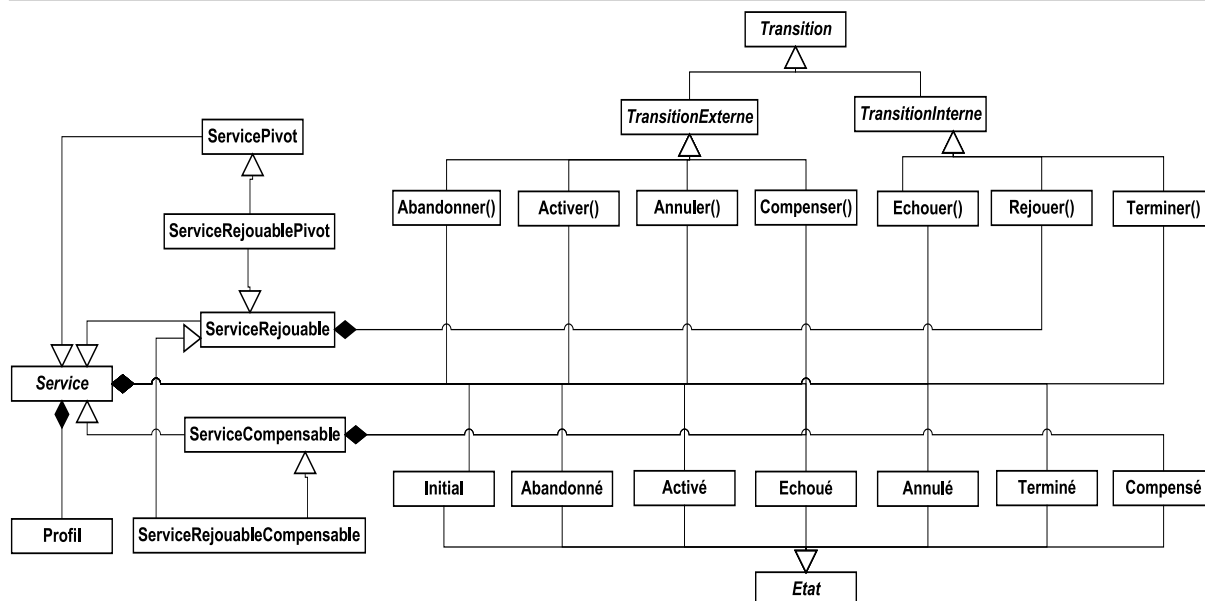 Transition
TransitionExterne
TransitionInterne
ServicePivot
Abandonner()
Activer()
Annuler()
Compenser()
Echouer()
Rejouer()
Terminer()
ServiceRejouablePivot
ServiceRejouable
Service
ServiceCompensable
Initial
Abandonné
Activé
Echoué
Annulé
Terminé
Compensé
Profil
ServiceRejouableCompensable
Etat